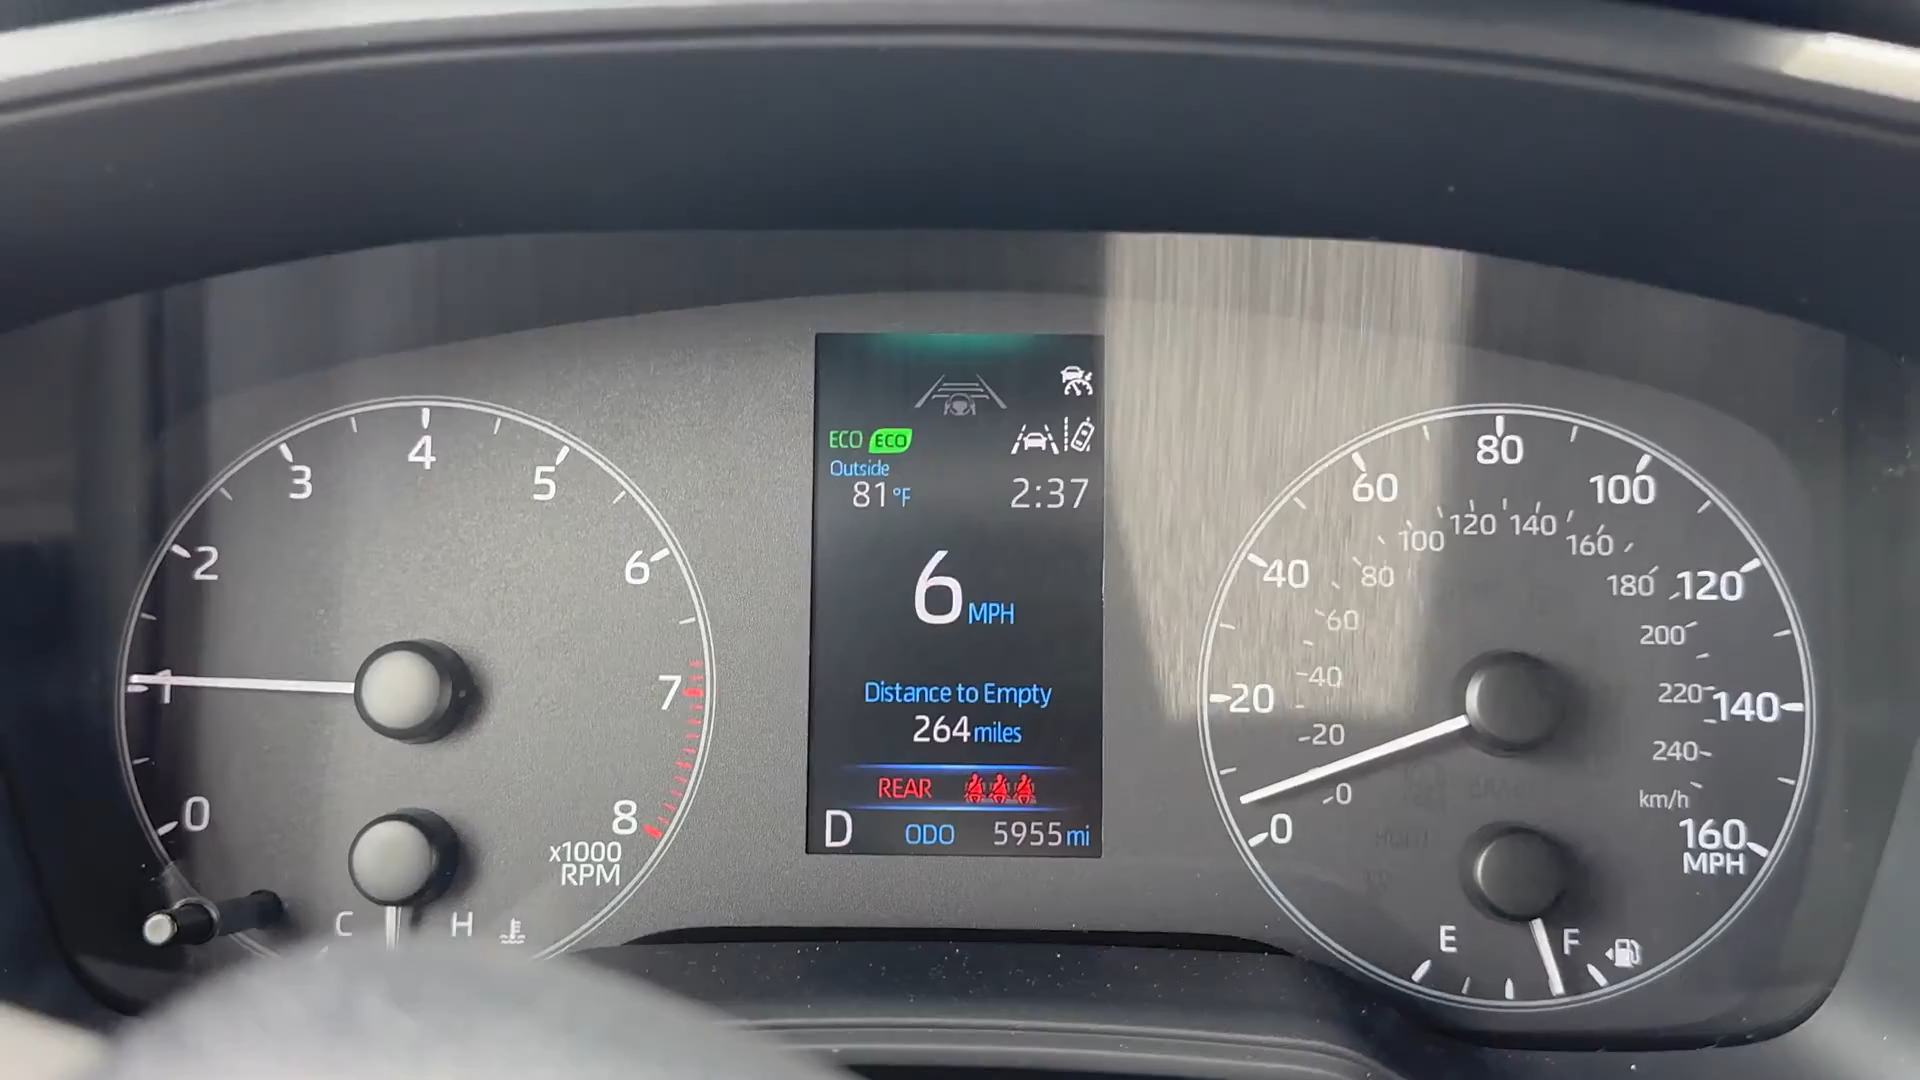 ECO ECO
Outside
81°F 2:37
6 MPH
Distance to Empty
264 miles
REAR
D ODO 5955 mi
0
1
2
3
4
5
6
7
8
x1000
RPM
C H
0
20
40
60
80
100
120
140
160
MPH
0
20
40
60
80
100
120
140
160
180
200
220
240
km/h
E F